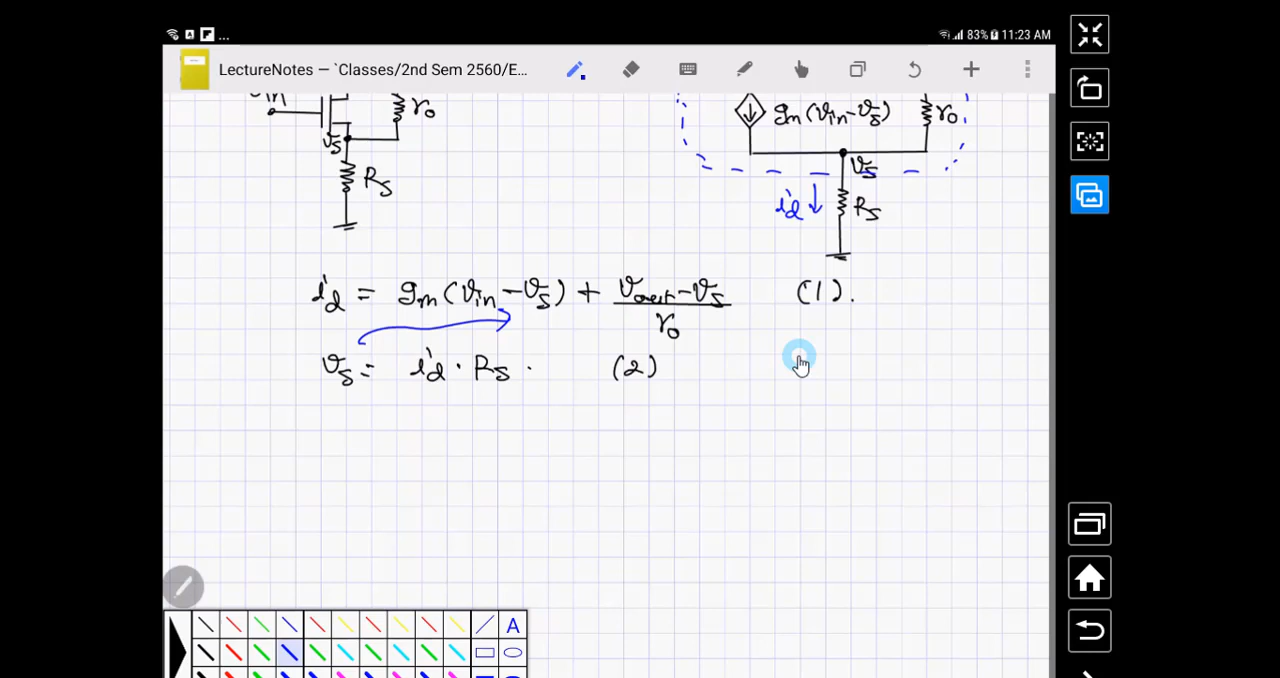 ... 83% 11:23 AM
LectureNotes — `Classes/2nd Sem 2560/E...
vin
ro
gm(vin-vs)
ro
vs
vs
Rs
id
Rs
id = gm(vin-vs) + (vout-vs)/ro (1).
vs = id · Rs . (2)
A